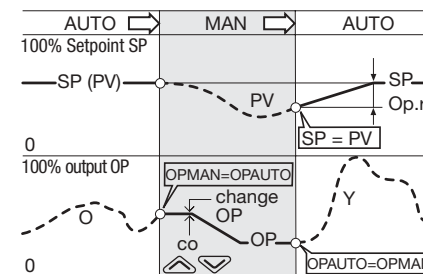 AUTO MAN AUTO
100% Setpoint SP
SP (PV)
PV
SP
Op.r
SP = PV
0
100% output OP
OPMAN=OPAUTO
change
OP
O
Y
co
OP
0
OPAUTO=OPMAN